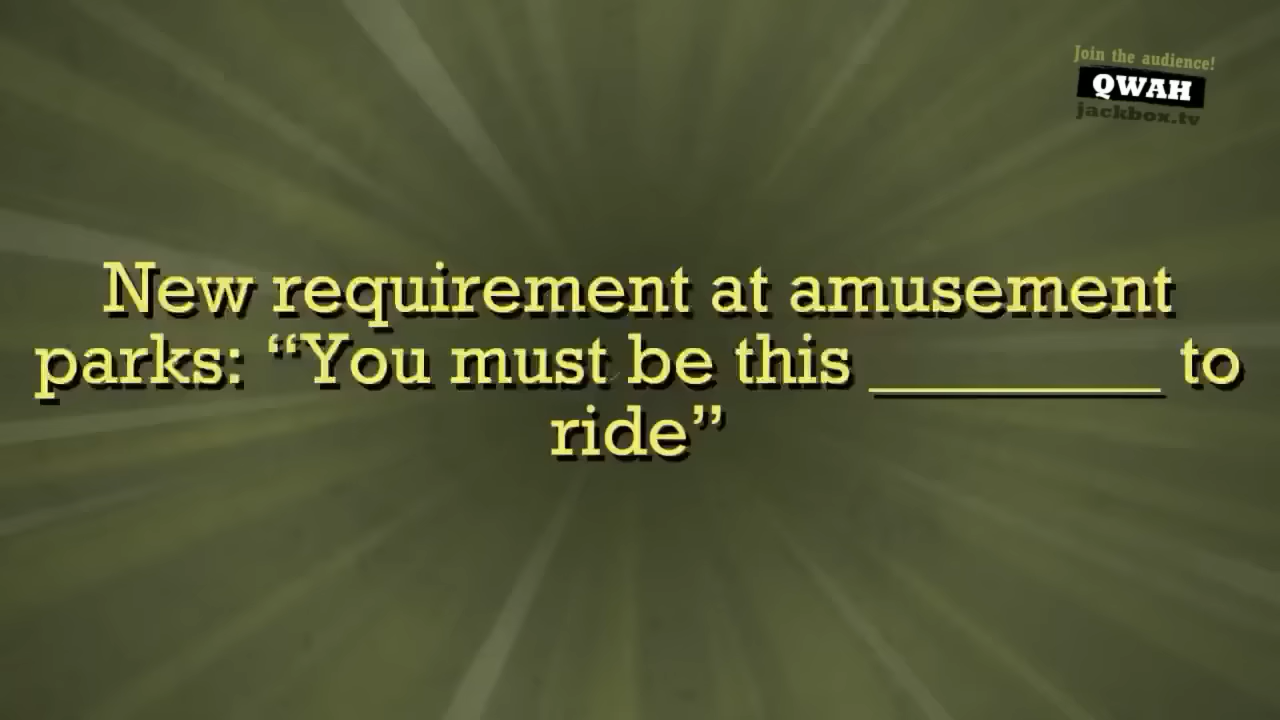 Join the audience!
QWAH
jackbox.tv
New requirement at amusement
parks: “You must be this ________ to
ride”